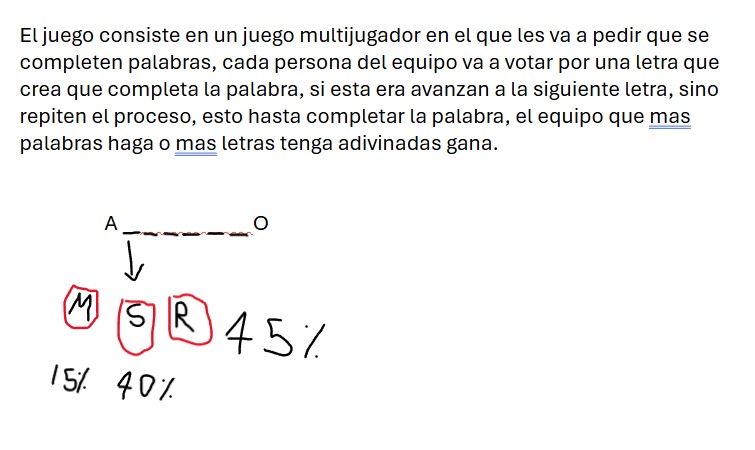 El juego consiste en un juego multijugador en el que les va a pedir que se
completen palabras, cada persona del equipo va a votar por una letra que
crea que completa la palabra, si esta era avanzan a la siguiente letra, sino
repiten el proceso, esto hasta completar la palabra, el equipo que mas
palabras haga o mas letras tenga adivinadas gana.
A _ _ _ _ _ _ O
M S R 45%
15% 40%